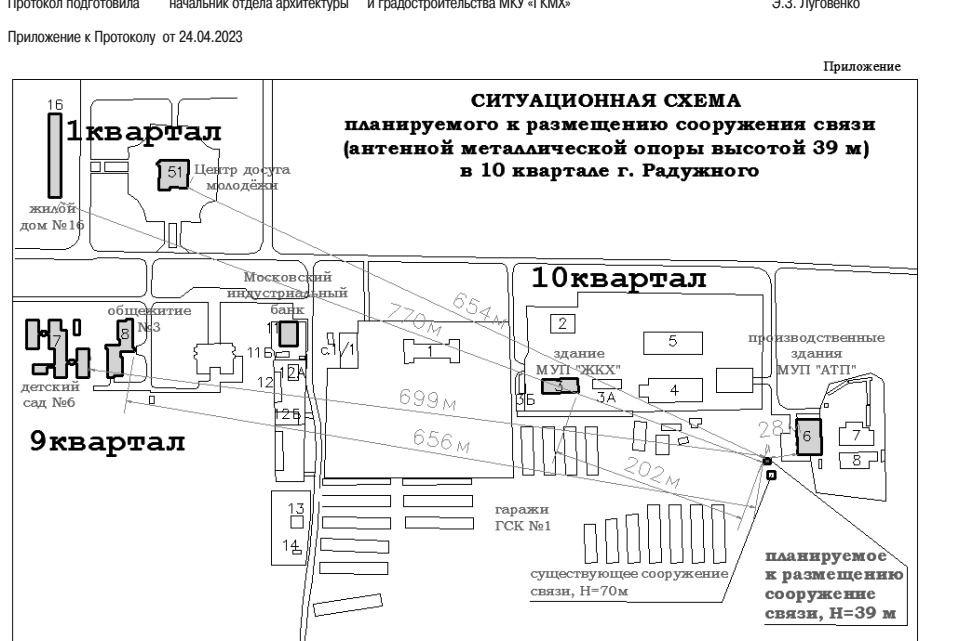 Протокол подготовила начальник отдела архитектуры и градостроительства МКУ «ГКМХ» Э.З. Луговенко
Приложение к Протоколу от 24.04.2023
Приложение
СИТУАЦИОННАЯ СХЕМА
планируемого к размещению сооружения связи
(антенной металлической опоры высотой 39 м)
в 10 квартале г. Радужного
16
1квартал
51
Центр досуга
молодёжи
жилой
дом №16
Московский
индустриальный
банк
10квартал
общежитие
№3
654м
770м
2
11
8
7
11Б
с.1/1
1
5
производственные
здания
МУП "АТП"
здание
МУП "ЖКХ"
12А
12
детский
сад №6
3
3Б
3А
4
699м
12Б
9квартал
656м
28
6
7
8
202м
13
14
гаражи
ГСК №1
существующее сооружение
связи, Н=70м
планируемое
к размещению
сооружение
связи, Н=39 м